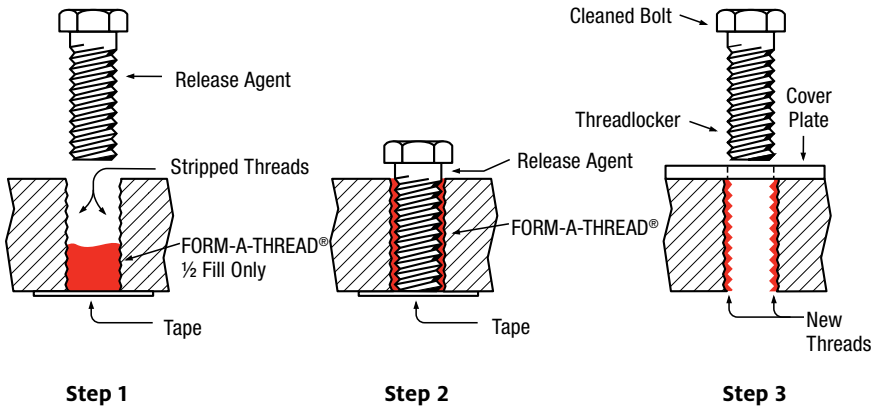 Release Agent
Stripped Threads
FORM-A-THREAD®
½ Fill Only
Tape
Step 1
Release Agent
FORM-A-THREAD®
Tape
Step 2
Cleaned Bolt
Threadlocker
Cover
Plate
New
Threads
Step 3